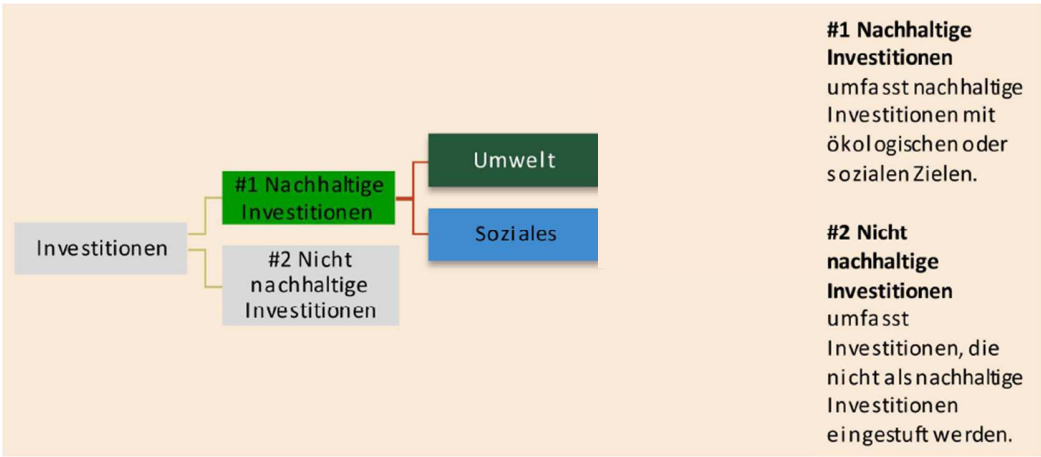 Investitionen
#1 Nachhaltige
Investitionen
#2 Nicht
nachhaltige
Investitionen
Umwelt
Soziales
#1 Nachhaltige
Investitionen
umfasst nachhaltige
Investitionen mit
ökologischen oder
sozialen Zielen.
#2 Nicht
nachhaltige
Investitionen
umfasst
Investitionen, die
nicht als nachhaltige
Investitionen
eingestuft werden.